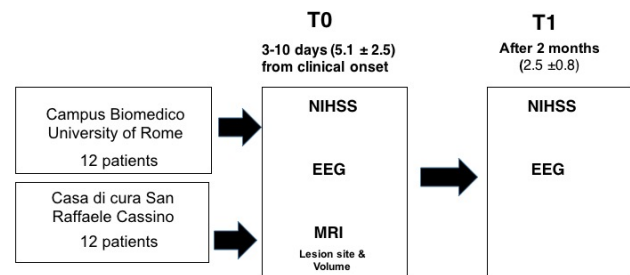 T0
3-10 days (5.1 ± 2.5)
from clinical onset
T1
After 2 months
(2.5 ±0.8)
Campus Biomedico
University of Rome
12 patients
Casa di cura San
Raffaele Cassino
12 patients
NIHSS
EEG
MRI
Lesion site &
Volume
NIHSS
EEG